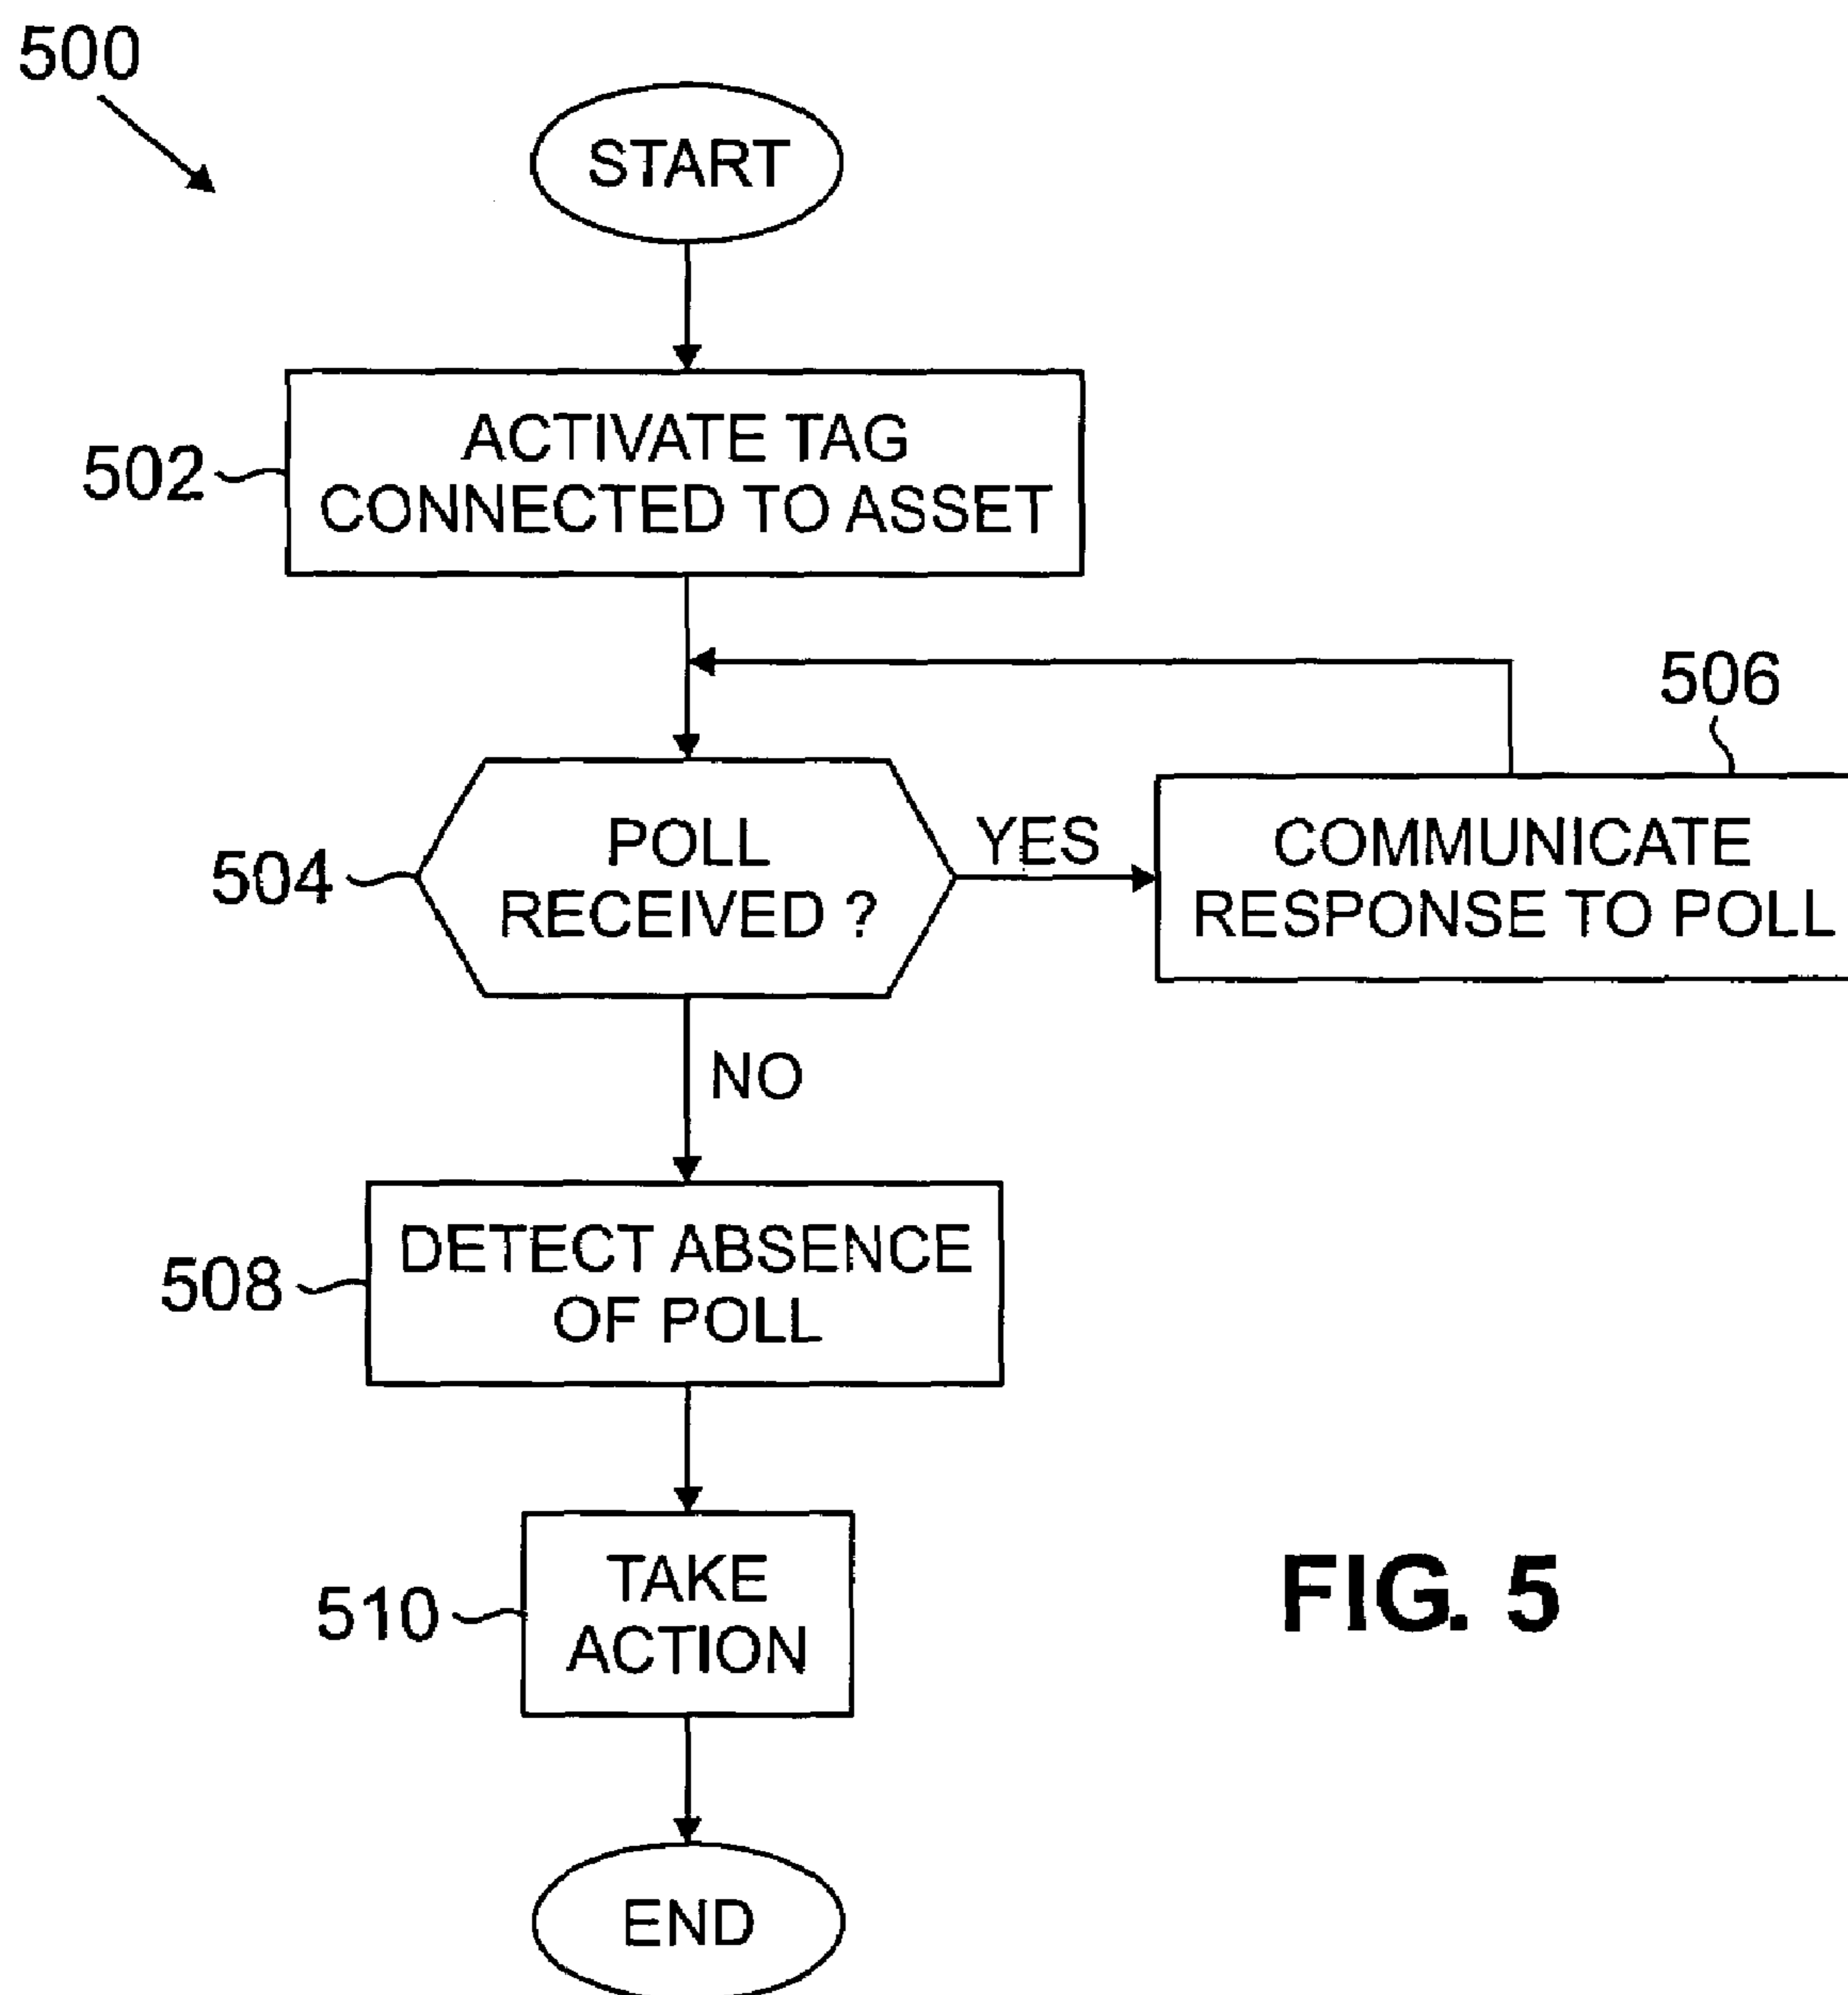 500
START
502
ACTIVATE TAG
CONNECTED TO ASSET
506
504
POLL
RECEIVED ?
YES
COMMUNICATE
RESPONSE TO POLL
NO
508
DETECT ABSENCE
OF POLL
510
TAKE
ACTION
FIG. 5
END